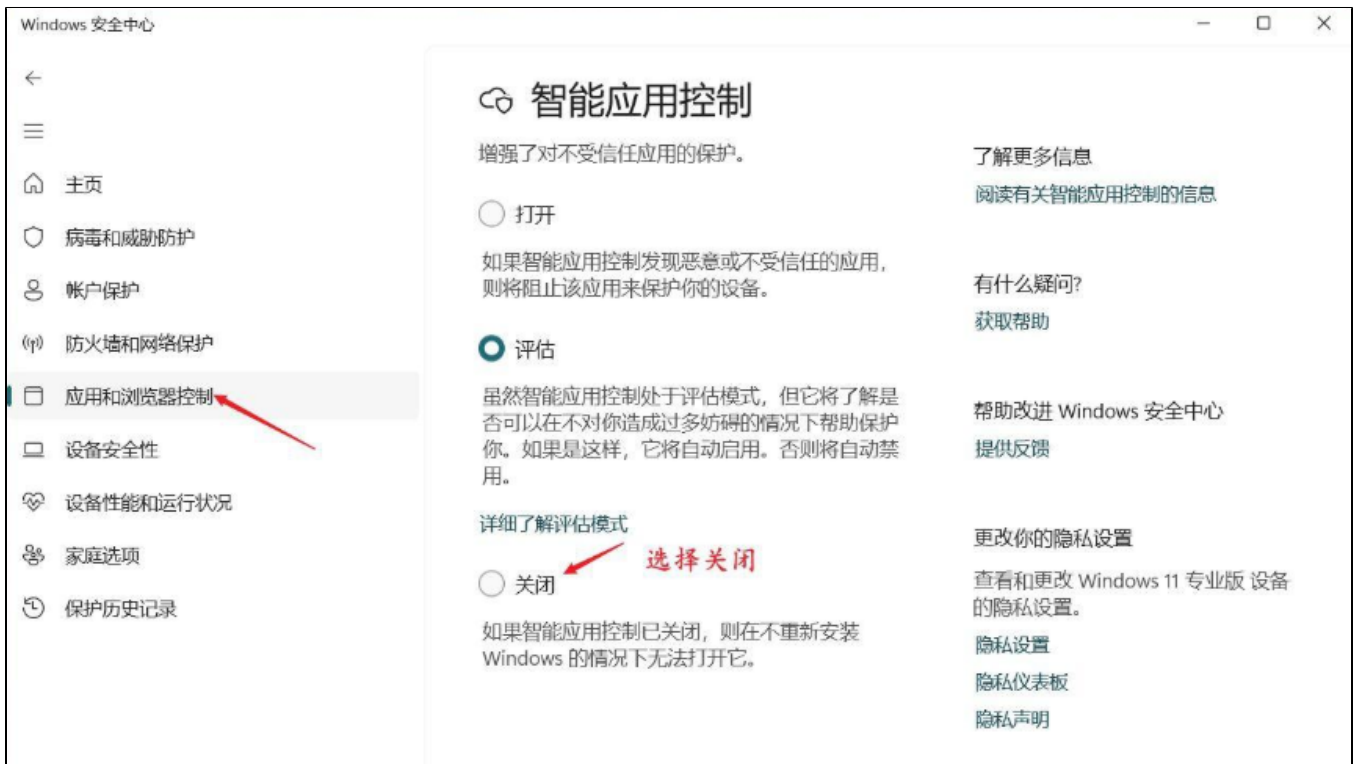 Windows 安全中心
主页
病毒和威胁防护
帐户保护
防火墙和网络保护
应用和浏览器控制
设备安全性
设备性能和运行状况
家庭选项
保护历史记录
智能应用控制
增强了对不受信任应用的保护。
打开
如果智能应用控制发现恶意或不受信任的应用，
则将阻止该应用来保护你的设备。
评估
虽然智能应用控制处于评估模式，但它将了解是
否可以在不对你造成过多妨碍的情况下帮助保护
你。如果是这样，它将自动启用。否则将自动禁
用。
详细了解评估模式
选择关闭
关闭
如果智能应用控制已关闭，则在不重新安装
Windows 的情况下无法打开它。
了解更多信息
阅读有关智能应用控制的信息
有什么疑问?
获取帮助
帮助改进 Windows 安全中心
提供反馈
更改你的隐私设置
查看和更改 Windows 11 专业版 设备
的隐私设置。
隐私设置
隐私仪表板
隐私声明